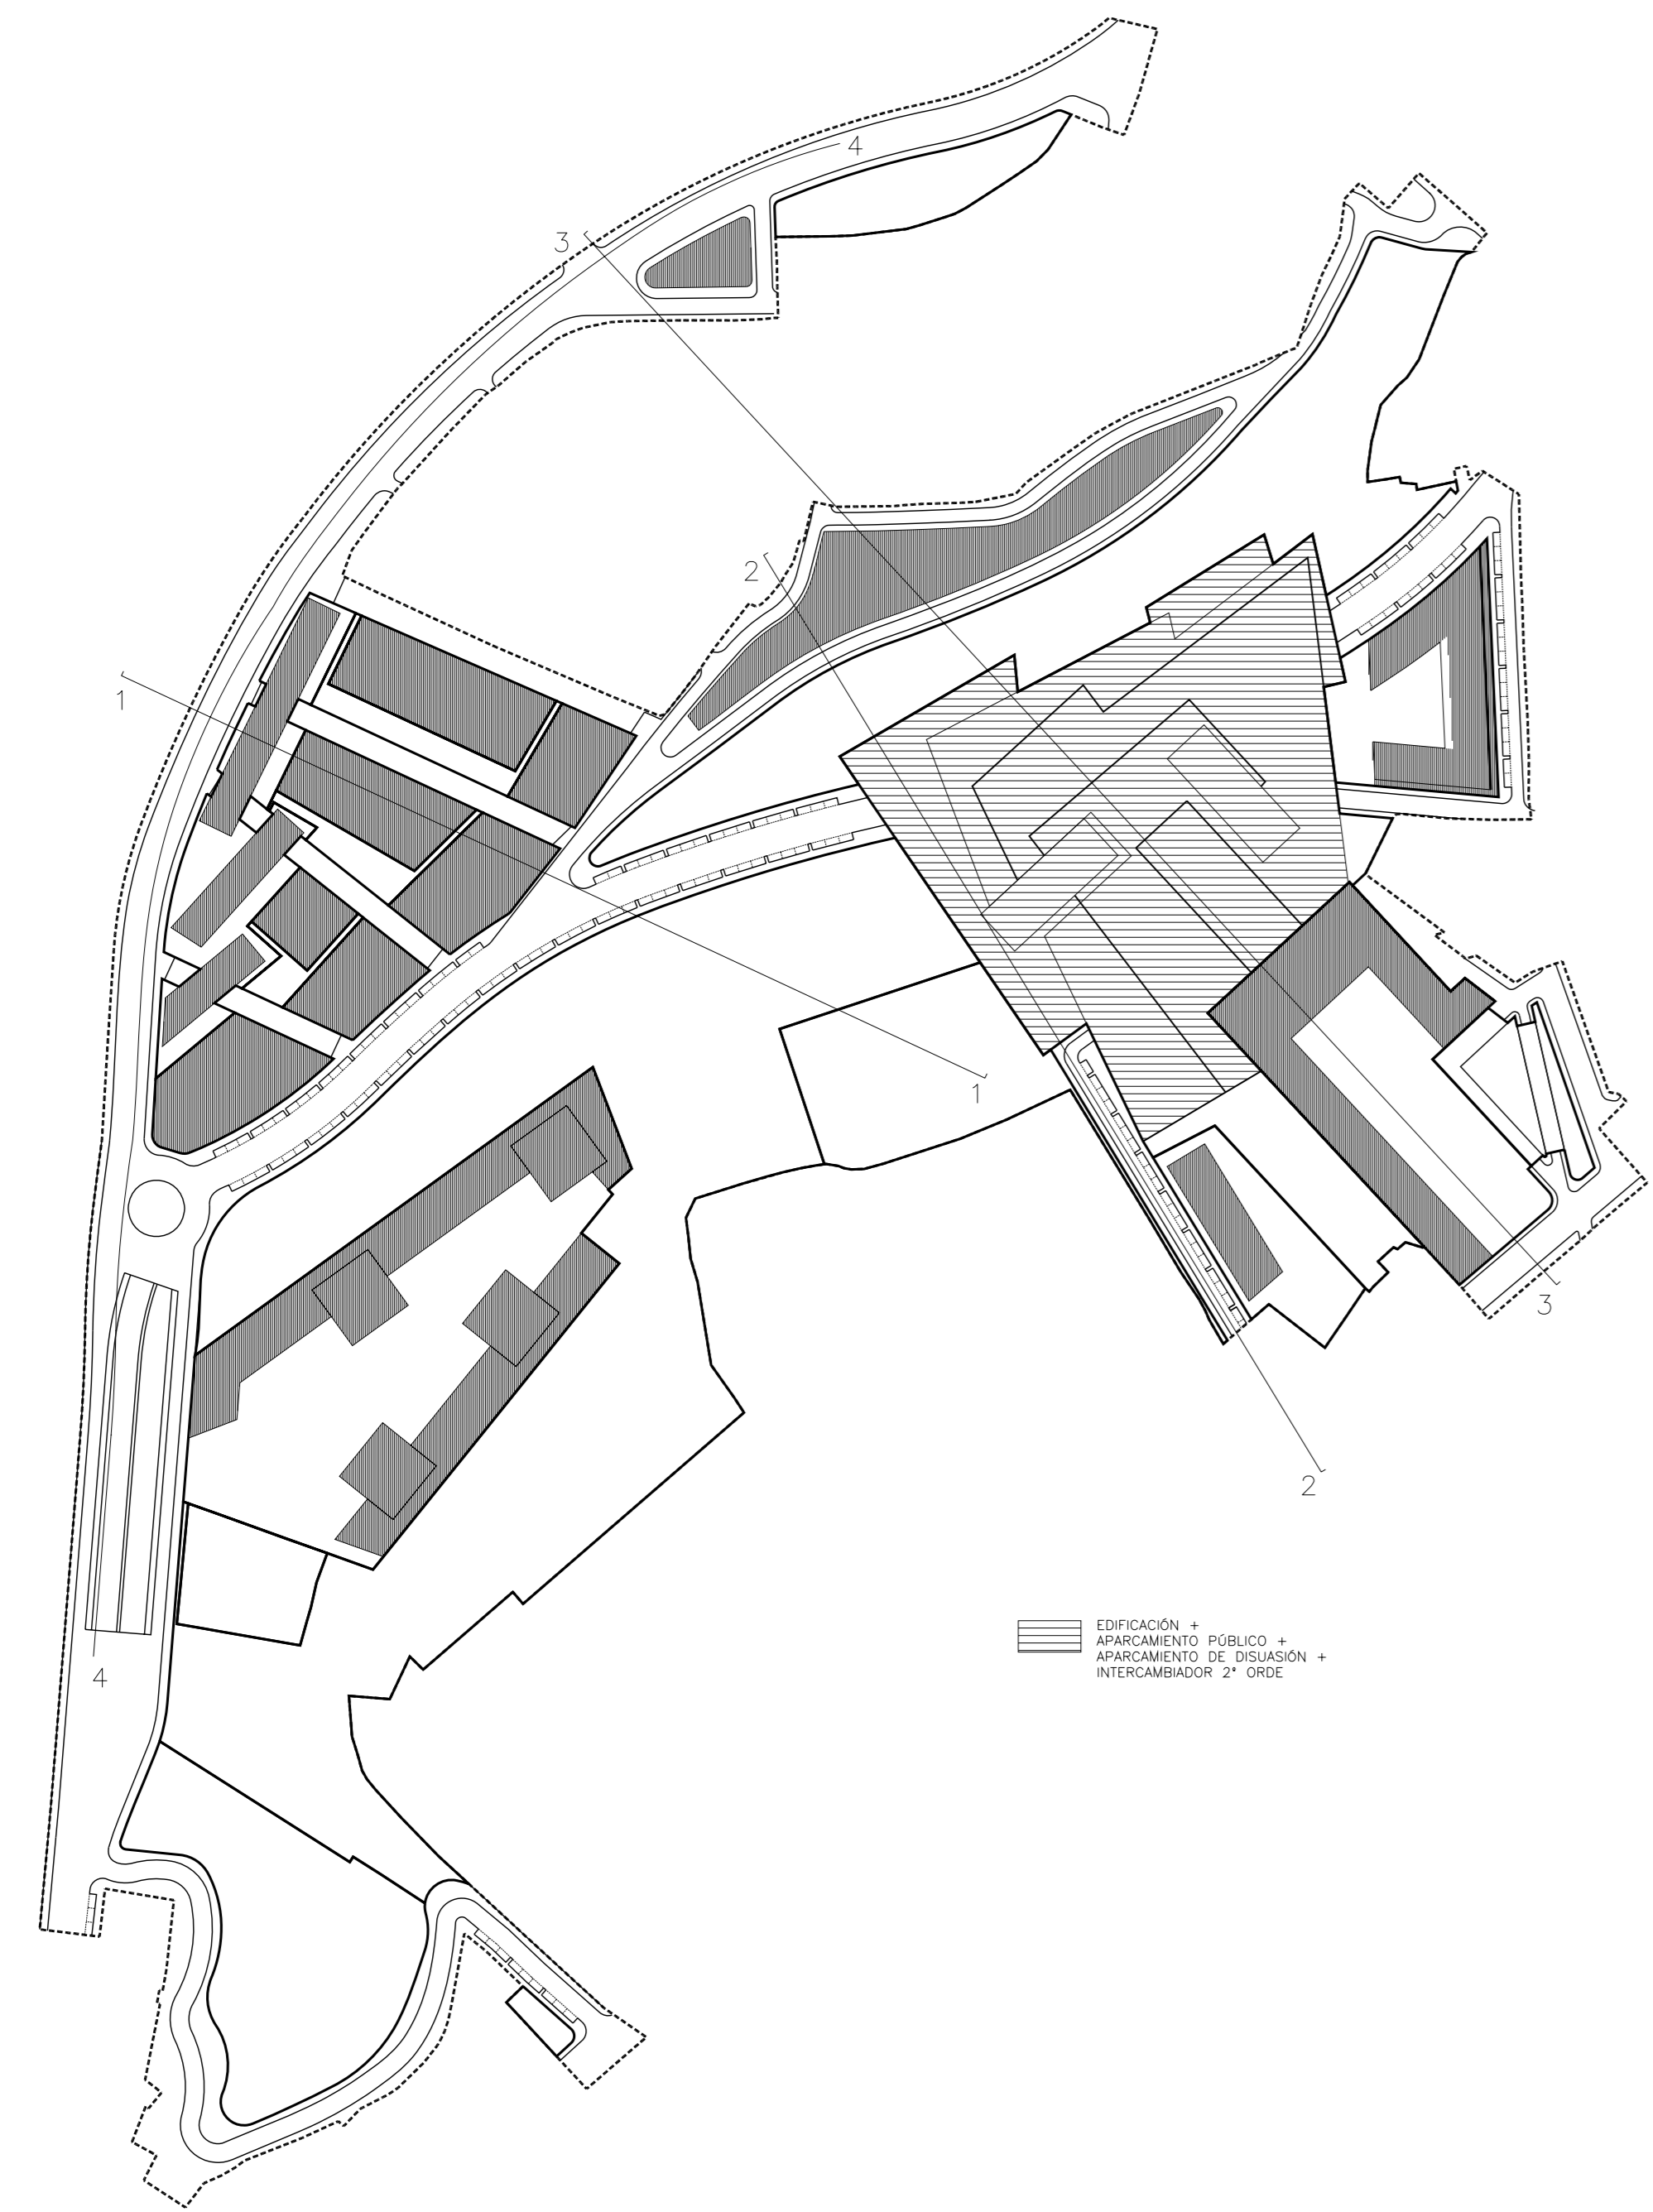 4
3
2
1
1
3
2
4
EDIFICACIÓN +
APARCAMIENTO PÚBLICO +
APARCAMIENTO DE DISUASIÓN +
INTERCAMBIADOR 2º ORDE